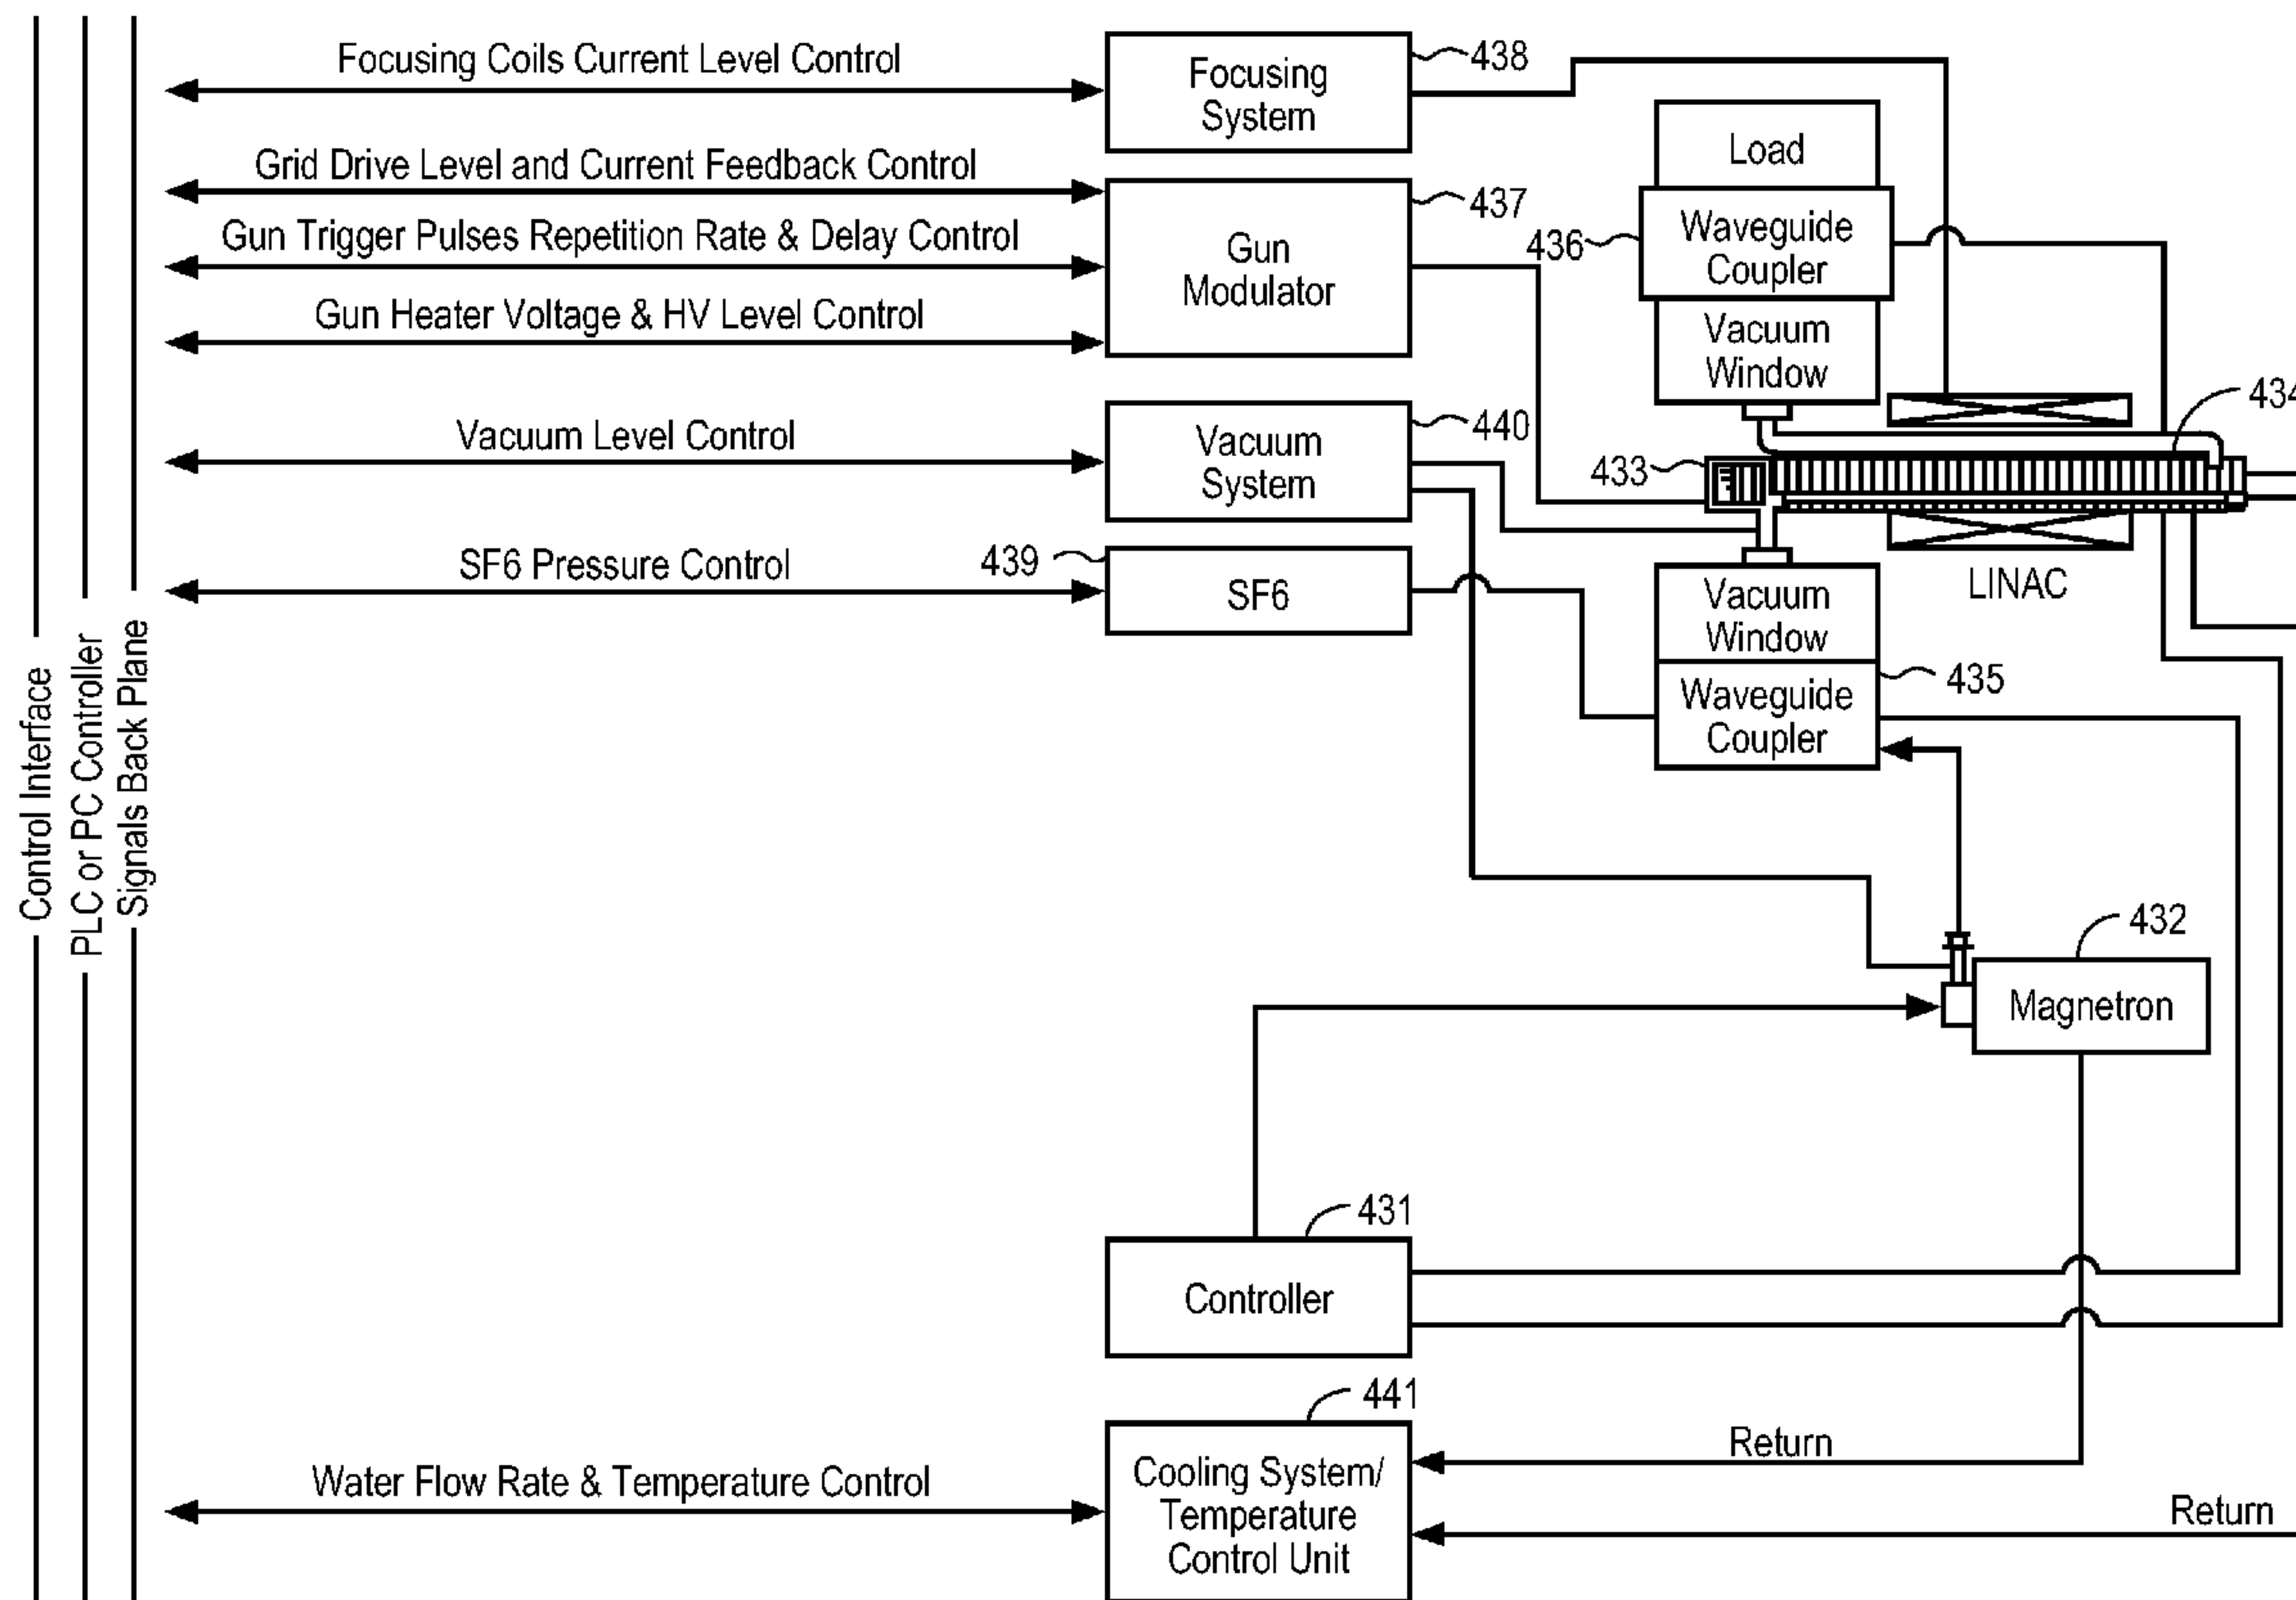 Focusing Coils Current Level Control
Focusing
System
438
Grid Drive Level and Current Feedback Control
Gun Trigger Pulses Repetition Rate & Delay Control
Gun Heater Voltage & HV Level Control
Gun
Modulator
437
Load
436
Waveguide
Coupler
Vacuum
Window
434
Vacuum Level Control
Vacuum
System
440
433
LINAC
SF6 Pressure Control
439
SF6
Vacuum
Window
Waveguide
Coupler
435
Control Interface
PLC or PC Controller
Signals Back Plane
432
Magnetron
431
Controller
441
Water Flow Rate & Temperature Control
Cooling System/
Temperature
Control Unit
Return
Return